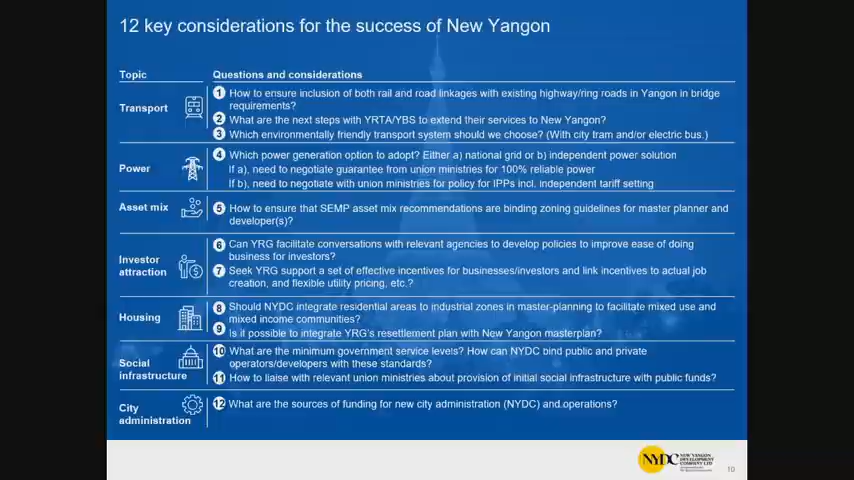 12 key considerations for the success of New Yangon
Topic
Questions and considerations
Transport
1 How to ensure inclusion of both rail and road linkages with existing highway/ring roads in Yangon in bridge
requirements?
2 What are the next steps with YRTA/YBS to extend their services to New Yangon?
3 Which environmentally friendly transport system should we choose? (With city tram and/or electric bus.)
Power
4 Which power generation option to adopt? Either a) national grid or b) independent power solution
If a), need to negotiate guarantee from union ministries for 100% reliable power
If b), need to negotiate with union ministries for policy for IPPs incl. independent tariff setting
Asset mix
5 How to ensure that SEMP asset mix recommendations are binding zoning guidelines for master planner and
developer(s)?
Investor
attraction
6 Can YRG facilitate conversations with relevant agencies to develop policies to improve ease of doing
business for investors?
7 Seek YRG support a set of effective incentives for businesses/investors and link incentives to actual job
creation, and flexible utility pricing, etc.?
Housing
8 Should NYDC integrate residential areas to industrial zones in master-planning to facilitate mixed use and
mixed income communities?
9 Is it possible to integrate YRG's resettlement plan with New Yangon masterplan?
Social
infrastructure
10 What are the minimum government service levels? How can NYDC bind public and private
operators/developers with these standards?
11 How to liaise with relevant union ministries about provision of initial social infrastructure with public funds?
City
administration
12 What are the sources of funding for new city administration (NYDC) and operations?
NYDC
NEW YANGON
DEVELOPMENT
COMPANY LTD
10